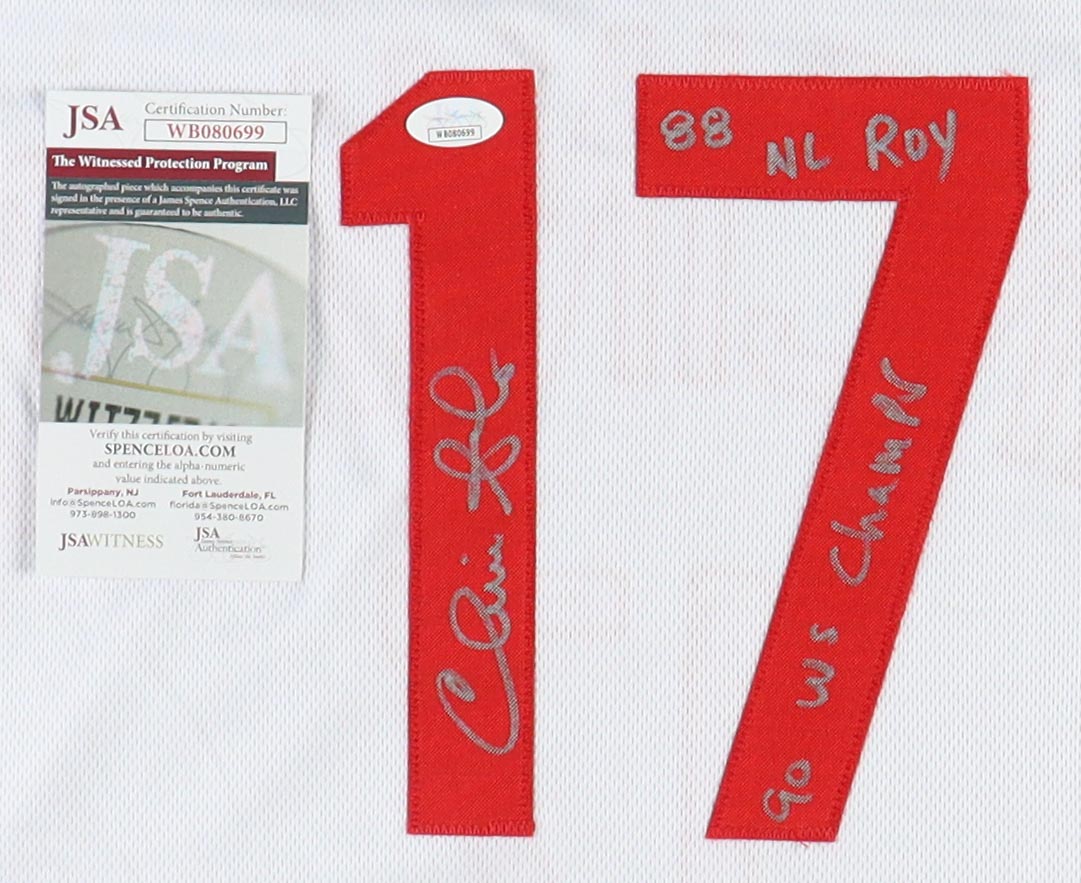 JSA
Certification Number:
WB080699
The Witnessed Protection Program
The autographed piece which accompanies this certificate was
signed in the presence of a James Spence Authentication, LLC
representative and is guaranteed to be authentic.
JSA
Verify this certification by visiting
SPENCELOA.COM
and entering the alpha-numeric
value indicated above.
Parsippany, NJ
info@SpenceLOA.com
973-898-1300
Fort Lauderdale, FL
florida@SpenceLOA.com
954-380-8670
JSAWITNESS
JSA
Authentication
17
WB080699
Chris
88 NL ROY
90 WS Champs